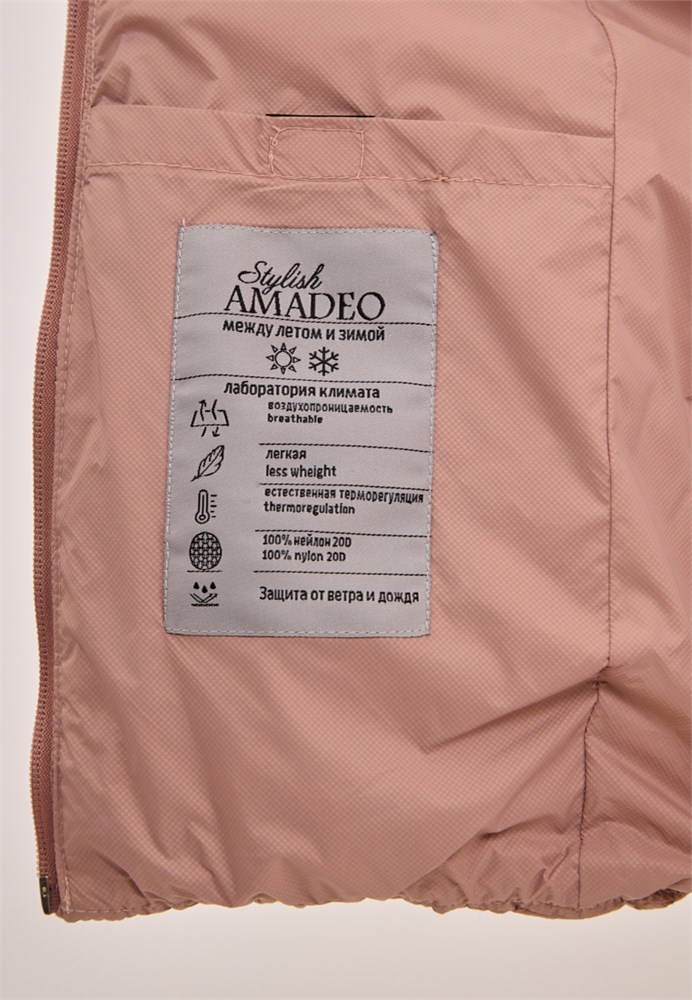 Stylish
AMADEO
между летом и зимой
лаборатория климата
воздухопроницаемость
breathable
легкая
less wheight
естественная терморегуляция
thermoregulation
100% нейлон 20D
100% nylon 20D
Защита от ветра и дождя